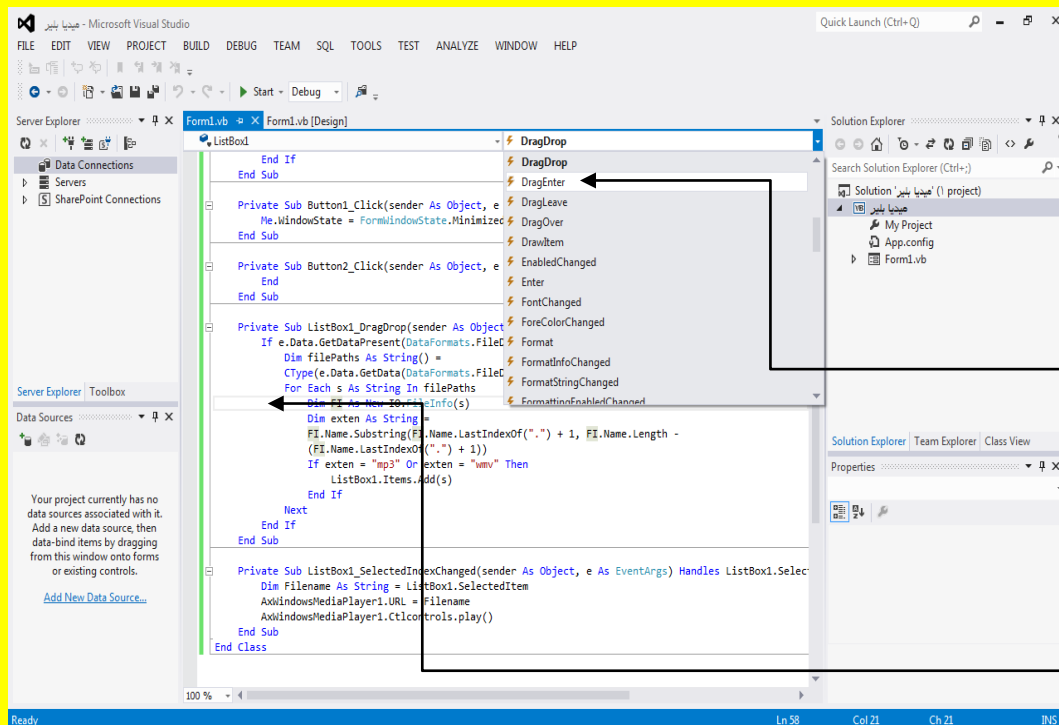 ميديا بلير - Microsoft Visual Studio
Quick Launch (Ctrl+Q)
FILE EDIT VIEW PROJECT BUILD DEBUG TEAM SQL TOOLS TEST ANALYZE WINDOW HELP
Start Debug
Server Explorer
Data Connections
Servers
SharePoint Connections
Server Explorer Toolbox
Data Sources
Your project currently has no
data sources associated with it.
Add a new data source, then
data-bind items by dragging
from this window onto forms
or existing controls.
Add New Data Source...
Form1.vb Form1.vb [Design]
ListBox1 DragDrop
End If
End Sub
Private Sub Button1_Click(sender As Object, e
Me.WindowState = FormWindowState.Minimized
End Sub
Private Sub Button2_Click(sender As Object, e
End
End Sub
Private Sub ListBox1_DragDrop(sender As Object
If e.Data.GetDataPresent(DataFormats.FileD
Dim filePaths As String() =
CType(e.Data.GetData(DataFormats.FileD
For Each s As String In filePaths
Dim FI As New IO.FileInfo(s)
Dim exten As String =
FI.Name.Substring(FI.Name.LastIndexOf(".") + 1, FI.Name.Length -
(FI.Name.LastIndexOf(".") + 1))
If exten = "mp3" Or exten = "wmv" Then
ListBox1.Items.Add(s)
End If
Next
End If
End Sub
Private Sub ListBox1_SelectedIndexChanged(sender As Object, e As EventArgs) Handles ListBox1.Selec
Dim Filename As String = ListBox1.SelectedItem
AxWindowsMediaPlayer1.URL = Filename
AxWindowsMediaPlayer1.Ctlcontrols.play()
End Sub
End Class
DragDrop
DragEnter
DragLeave
DragOver
DrawItem
EnabledChanged
Enter
FontChanged
ForeColorChanged
Format
FormatInfoChanged
FormatStringChanged
FormattingEnabledChanged
100 %
Solution Explorer
Search Solution Explorer (Ctrl+;)
Solution 'ميديا بلير' (١ project)
ميديا بلير
My Project
App.config
Form1.vb
Solution Explorer Team Explorer Class View
Properties
Ready Ln 58 Col 21 Ch 21 INS